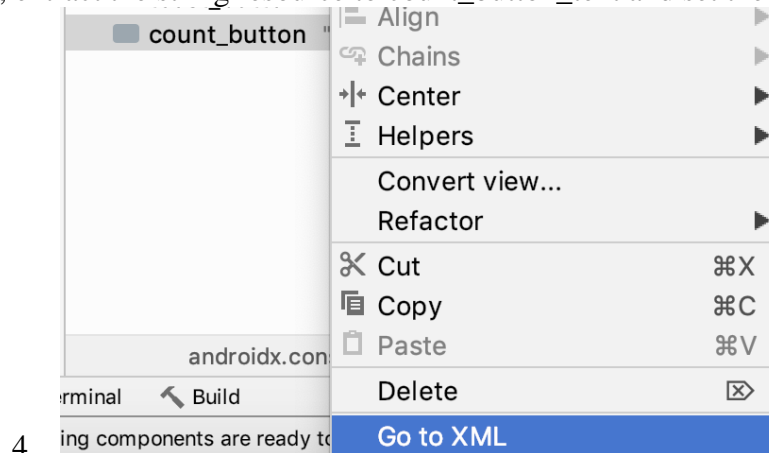 Align
count_button "
Chains
Center
Helpers
Convert view...
Refactor
Cut ⌘X
Copy ⌘C
Paste ⌘V
androidx.con
Delete
Build
Go to XML
4. ing components are ready to